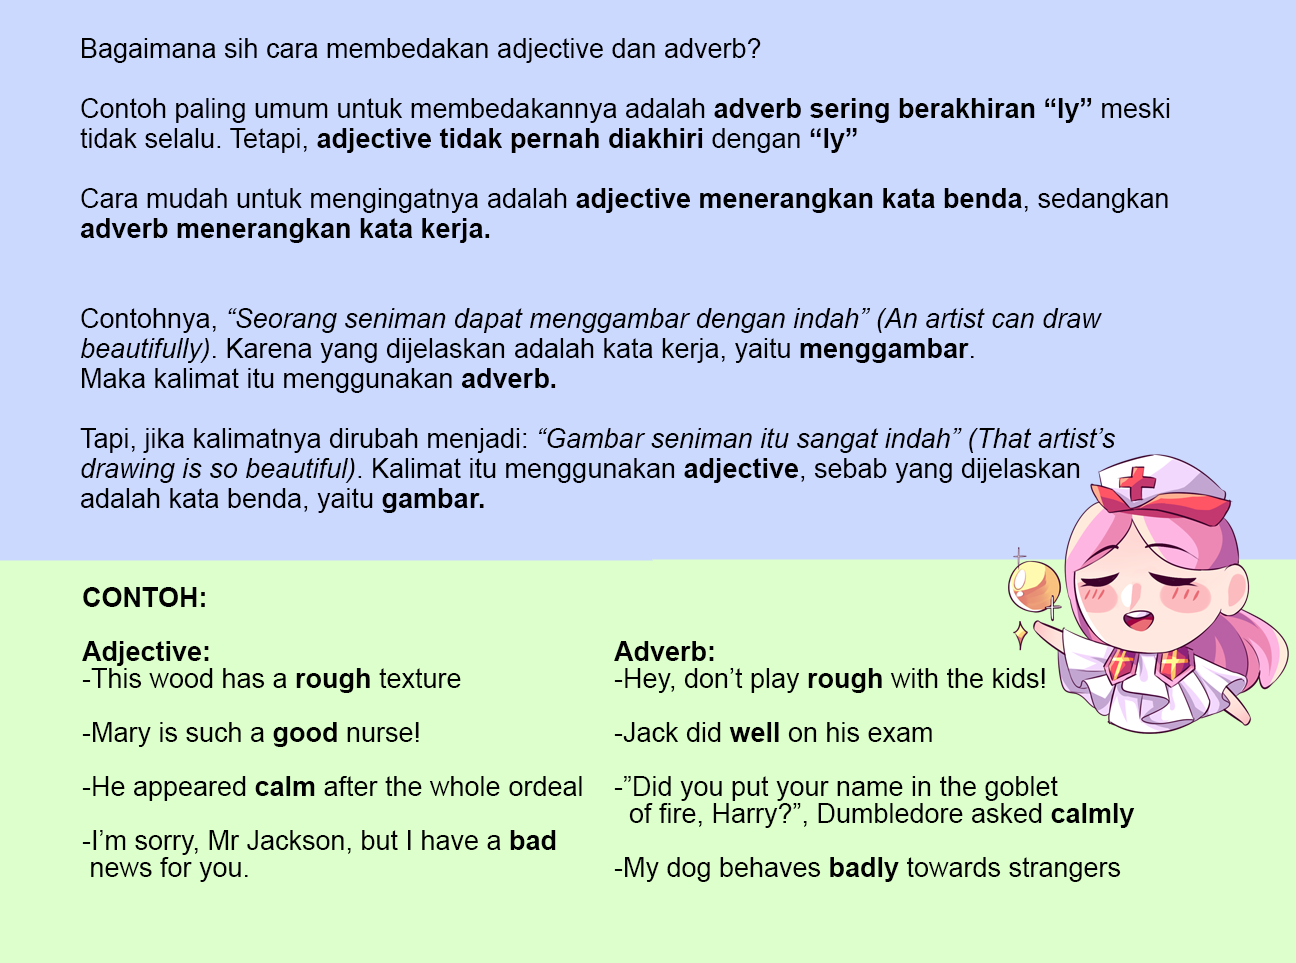 Bagaimana sih cara membedakan adjective dan adverb?
Contoh paling umum untuk membedakannya adalah adverb sering berakhiran “ly” meski
tidak selalu. Tetapi, adjective tidak pernah diakhiri dengan “ly”
Cara mudah untuk mengingatnya adalah adjective menerangkan kata benda, sedangkan
adverb menerangkan kata kerja.
Contohnya, “Seorang seniman dapat menggambar dengan indah” (An artist can draw
beautifully). Karena yang dijelaskan adalah kata kerja, yaitu menggambar.
Maka kalimat itu menggunakan adverb.
Tapi, jika kalimatnya dirubah menjadi: “Gambar seniman itu sangat indah” (That artist’s
drawing is so beautiful). Kalimat itu menggunakan adjective, sebab yang dijelaskan
adalah kata benda, yaitu gambar.
CONTOH:
Adjective:
-This wood has a rough texture
-Mary is such a good nurse!
-He appeared calm after the whole ordeal
-I’m sorry, Mr Jackson, but I have a bad
news for you.
Adverb:
-Hey, don’t play rough with the kids!
-Jack did well on his exam
-”Did you put your name in the goblet
of fire, Harry?”, Dumbledore asked calmly
-My dog behaves badly towards strangers